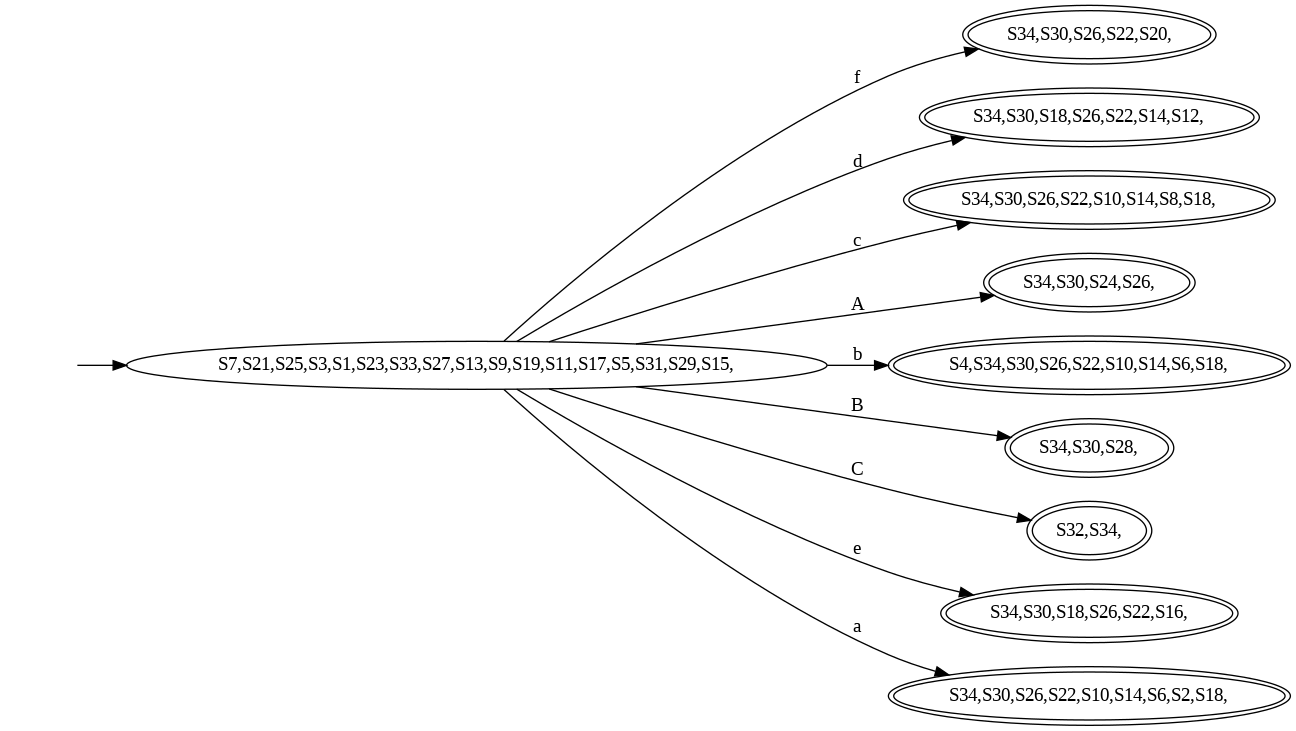 S34,S30,S26,S22,S20,
f
S34,S30,S18,S26,S22,S14,S12,
d
S34,S30,S26,S22,S10,S14,S8,S18,
c
S34,S30,S24,S26,
A
S7,S21,S25,S3,S1,S23,S33,S27,S13,S9,S19,S11,S17,S5,S31,S29,S15,
b
S4,S34,S30,S26,S22,S10,S14,S6,S18,
B
S34,S30,S28,
C
S32,S34,
e
S34,S30,S18,S26,S22,S16,
a
S34,S30,S26,S22,S10,S14,S6,S2,S18,